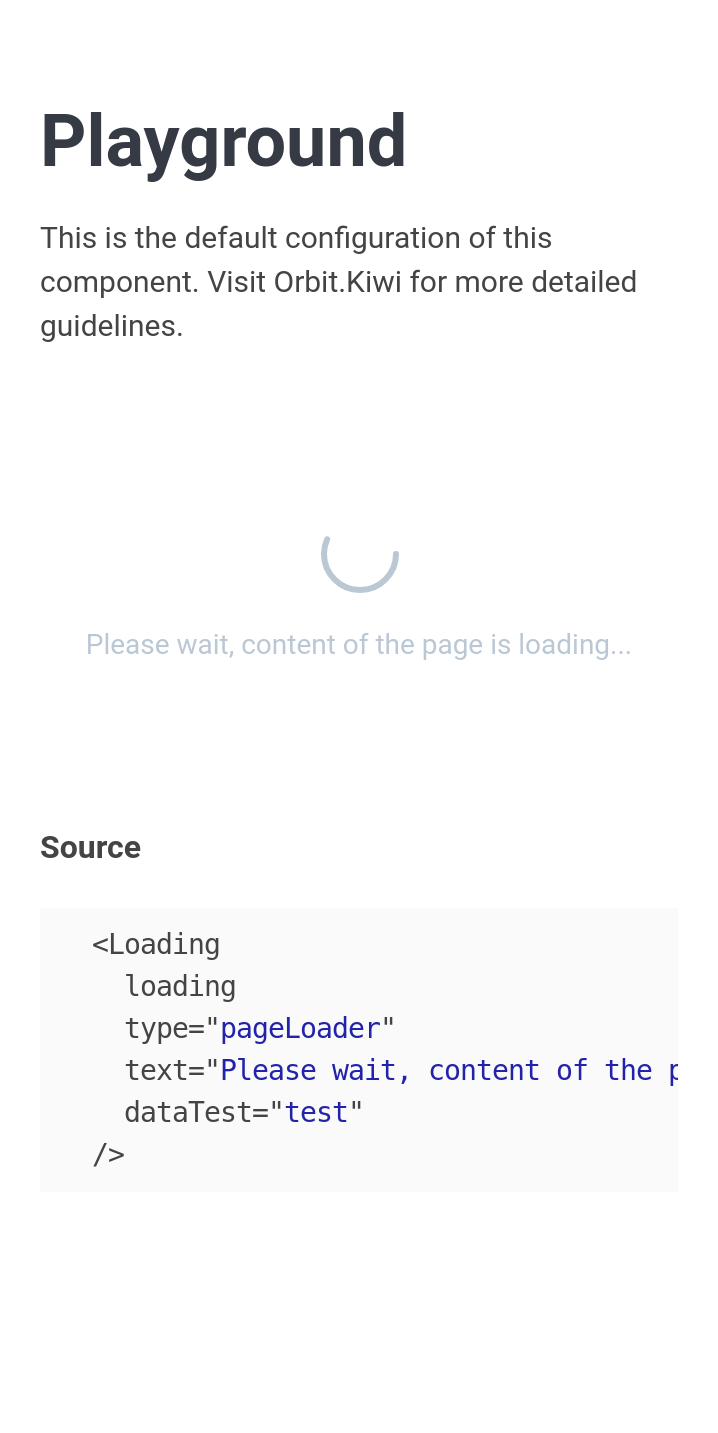 Playground
This is the default configuration of this
component. Visit Orbit.Kiwi for more detailed
guidelines.
Please wait, content of the page is loading...
Source
<Loading
  loading
  type="pageLoader"
  text="Please wait, content of the p
  dataTest="test"
/>